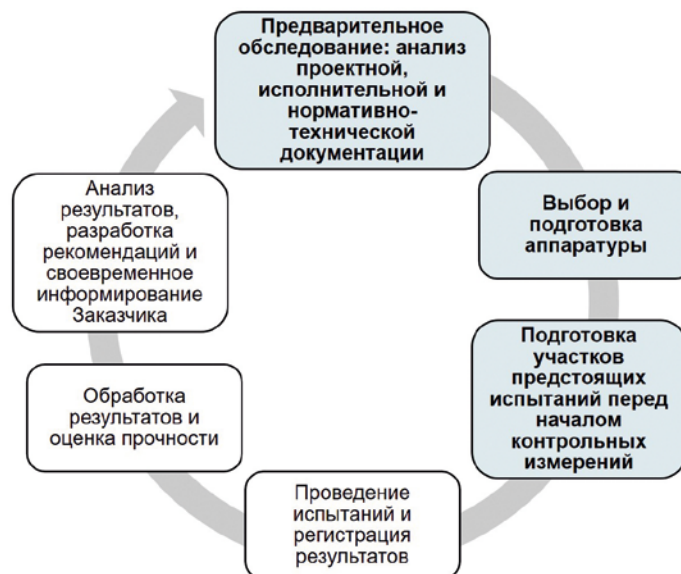 Предварительное
обследование: анализ
проектной,
исполнительной и
нормативно-
технической
документации
Выбор и
подготовка
аппаратуры
Подготовка
участков
предстоящих
испытаний перед
началом
контрольных
измерений
Проведение
испытаний и
регистрация
результатов
Обработка
результатов и
оценка прочности
Анализ
результатов,
разработка
рекомендаций и
своевременное
информирование
Заказчика